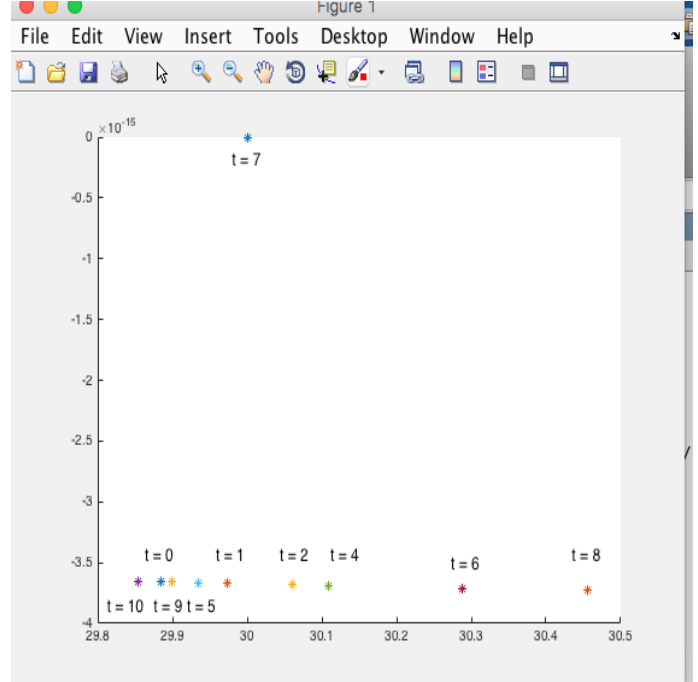 Figure 1
File Edit View Insert Tools Desktop Window Help
×10-15
0
t = 7
-0.5
-1
-1.5
-2
-2.5
-3
t = 0 t = 1 t = 2 t = 4 t = 8
-3.5
t = 6
t = 10 t = 9 t = 5
-4
29.8 29.9 30 30.1 30.2 30.3 30.4 30.5